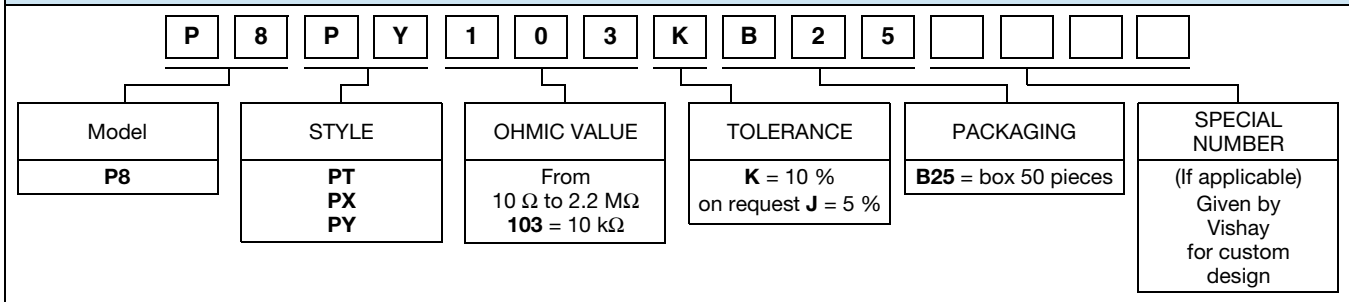 P 8 P Y 1 0 3 K B 2 5
Model
P8
STYLE
PT
PX
PY
OHMIC VALUE
From
10 Ω to 2.2 MΩ
103 = 10 kΩ
TOLERANCE
K = 10 %
on request J = 5 %
PACKAGING
B25 = box 50 pieces
SPECIAL
NUMBER
(If applicable)
Given by
Vishay
for custom
design